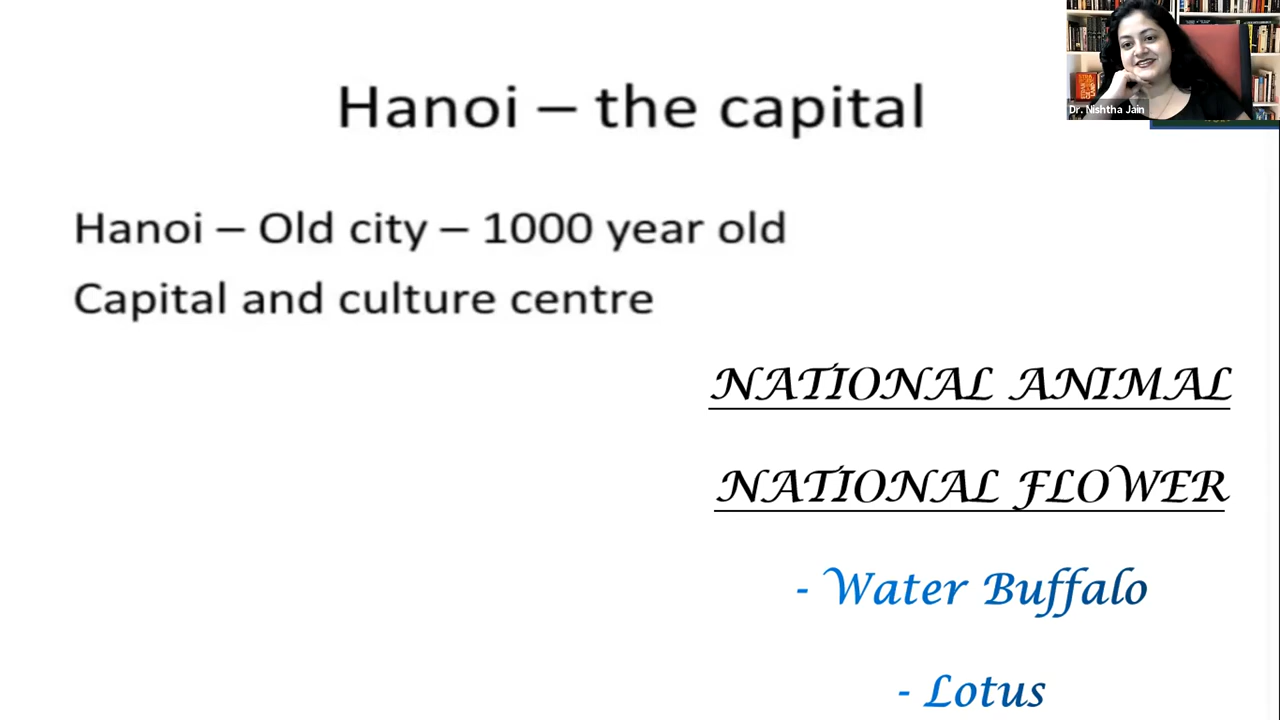 Hanoi – the capital
Dr. Nishtha Jain
Hanoi – Old city – 1000 year old
Capital and culture centre
NATIONAL ANIMAL
NATIONAL FLOWER
- Water Buffalo
- Lotus